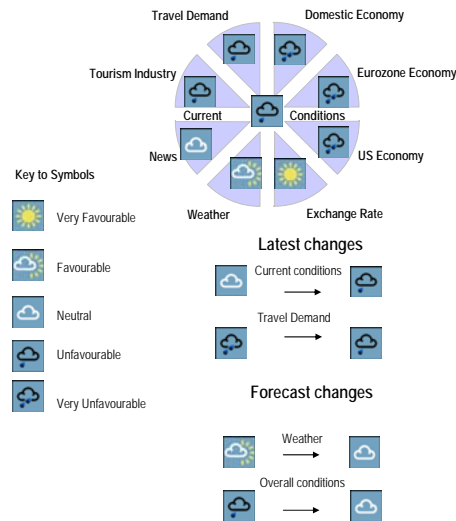 Travel Demand
Domestic Economy
Tourism Industry
Eurozone Economy
Current
Conditions
News
US Economy
Key to Symbols
Weather
Exchange Rate
Very Favourable
Latest changes
Favourable
Current conditions
Neutral
Travel Demand
Unfavourable
Forecast changes
Very Unfavourable
Weather
Overall conditions